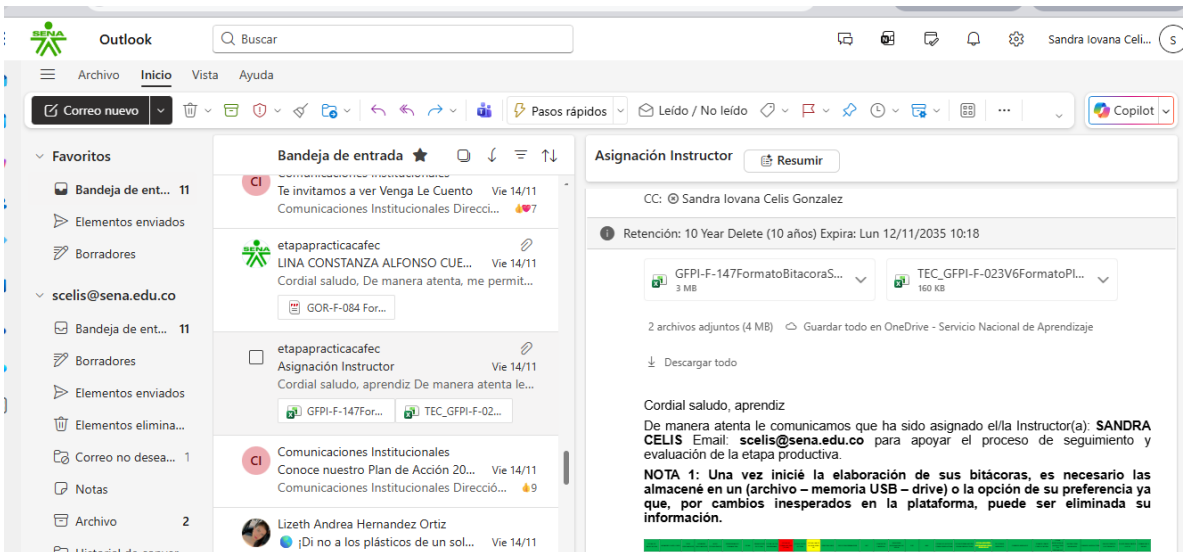 SENA
Outlook
Buscar
Sandra Iovana Celi...
S
Archivo Inicio Vista Ayuda
Correo nuevo
Pasos rápidos
Leído / No leído
Copilot
Favoritos
Bandeja de ent... 11
Elementos enviados
Borradores
scelis@sena.edu.co
Bandeja de ent... 11
Borradores
Elementos enviados
Elementos elimina...
Correo no desea... 1
Notas
Archivo 2
Bandeja de entrada
CI
Comunicaciones Institucionales
Te invitamos a ver Venga Le Cuento Vie 14/11
Comunicaciones Institucionales Direcci... 7
SENA
etapapracticacafec
LINA CONSTANZA ALFONSO CUE... Vie 14/11
Cordial saludo, De manera atenta, me permit...
GOR-F-084 For...
etapapracticacafec
Asignación Instructor Vie 14/11
Cordial saludo, aprendiz De manera atenta le...
GFPI-F-147For... TEC_GFPI-F-02...
CI
Comunicaciones Institucionales
Conoce nuestro Plan de Acción 20... Vie 14/11
Comunicaciones Institucionales Direcció... 9
Lizeth Andrea Hernandez Ortiz
¡Di no a los plásticos de un sol... Vie 14/11
Asignación Instructor
Resumir
CC: Sandra Iovana Celis Gonzalez
Retención: 10 Year Delete (10 años) Expira: Lun 12/11/2035 10:18
GFPI-F-147FormatoBitacoraS...
3 MB
TEC_GFPI-F-023V6FormatoPl...
160 KB
2 archivos adjuntos (4 MB) Guardar todo en OneDrive - Servicio Nacional de Aprendizaje
Descargar todo
Cordial saludo, aprendiz
De manera atenta le comunicamos que ha sido asignado el/la Instructor(a): SANDRA
CELIS Email: scelis@sena.edu.co para apoyar el proceso de seguimiento y
evaluación de la etapa productiva.
NOTA 1: Una vez inicié la elaboración de sus bitácoras, es necesario las
almacené en un (archivo – memoria USB – drive) o la opción de su preferencia ya
que, por cambios inesperados en la plataforma, puede ser eliminada su
información.